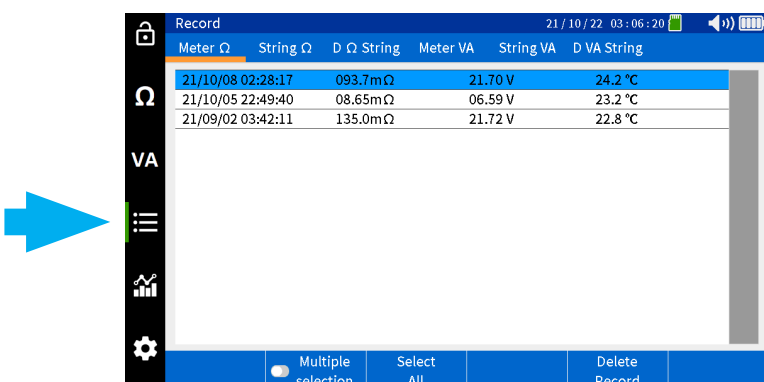 Record 21/10/22 03:06:20
Meter Ω String Ω D Ω String Meter VA String VA D VA String
21/10/08 02:28:17 093.7mΩ 21.70 V 24.2 ℃
Ω 21/10/05 22:49:40 08.65mΩ 06.59 V 23.2 ℃
21/09/02 03:42:11 135.0mΩ 21.72 V 22.8 ℃
VA
Multiple selection
Select All
Delete Record